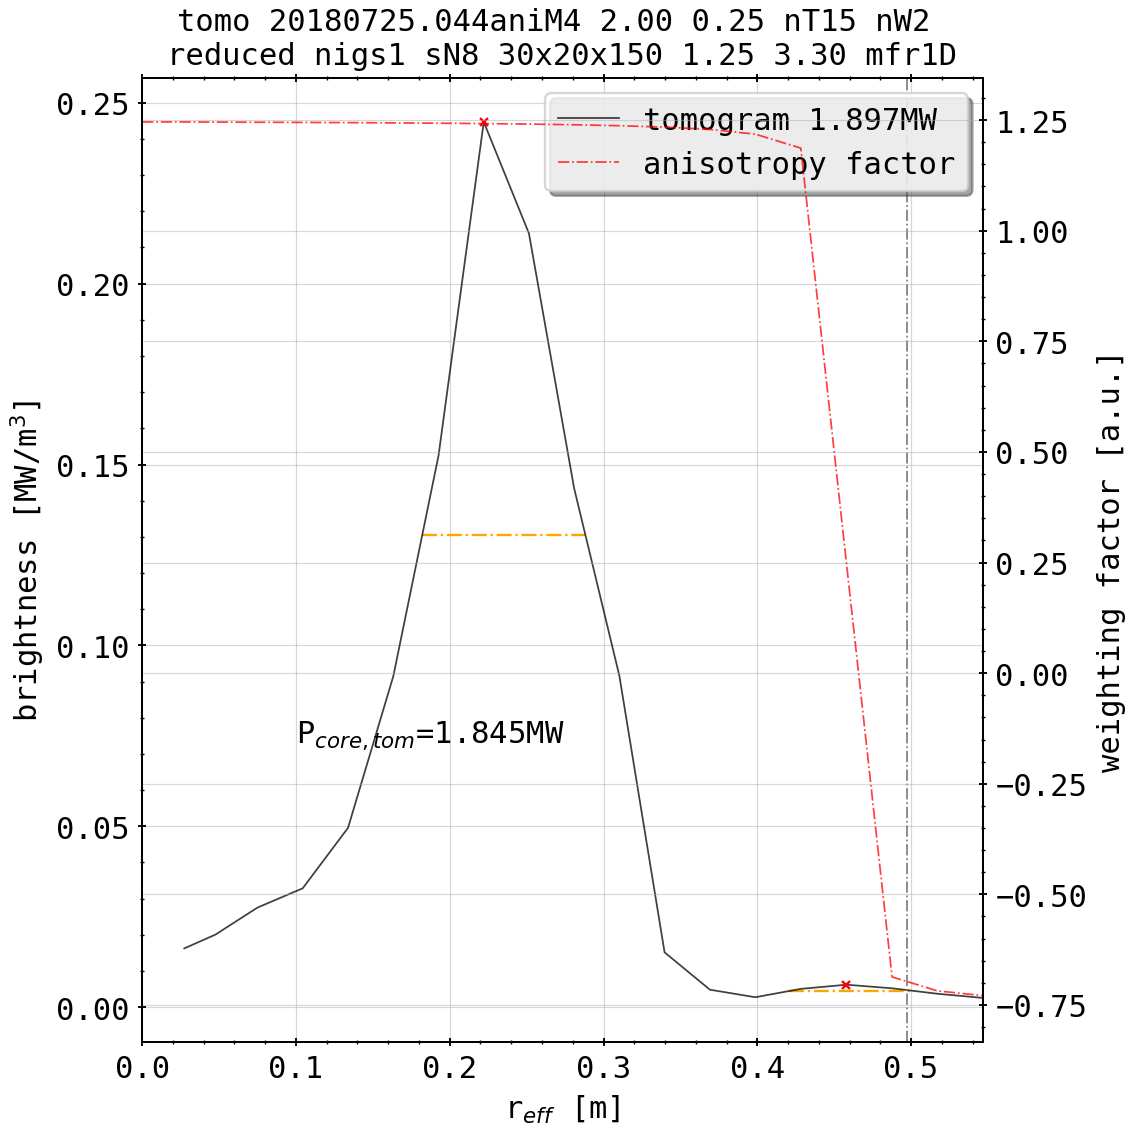 tomo 20180725.044aniM4 2.00 0.25 nT15 nW2
reduced nigs1 sN8 30x20x150 1.25 3.30 mfr1D
tomogram 1.897MW
anisotropy factor
0.25
0.20
0.15
0.10
0.05
0.00
brightness [MW/m³]
P_core,tom=1.845MW
1.25
1.00
0.75
0.50
0.25
0.00
−0.25
−0.50
−0.75
weighting factor [a.u.]
0.0 0.1 0.2 0.3 0.4 0.5
r_eff [m]